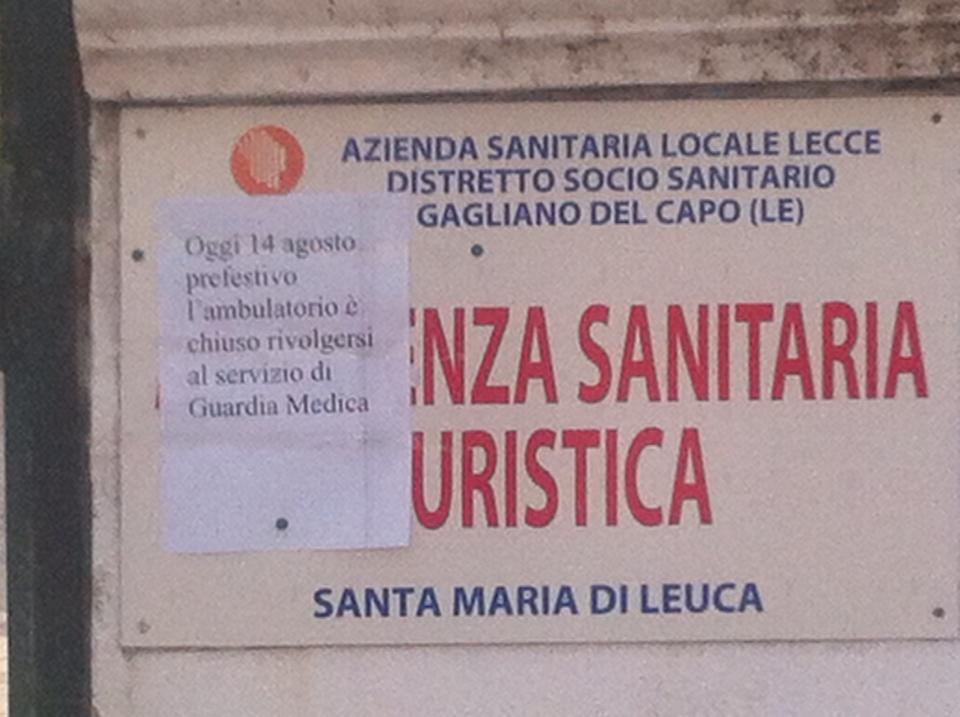 AZIENDA SANITARIA LOCALE LECCE
DISTRETTO SOCIO SANITARIO
GAGLIANO DEL CAPO (LE)
Oggi 14 agosto
prefestivo
l'ambulatorio è
chiuso rivolgersi
al servizio di
Guardia Medica
ENZA SANITARIA
URISTICA
SANTA MARIA DI LEUCA